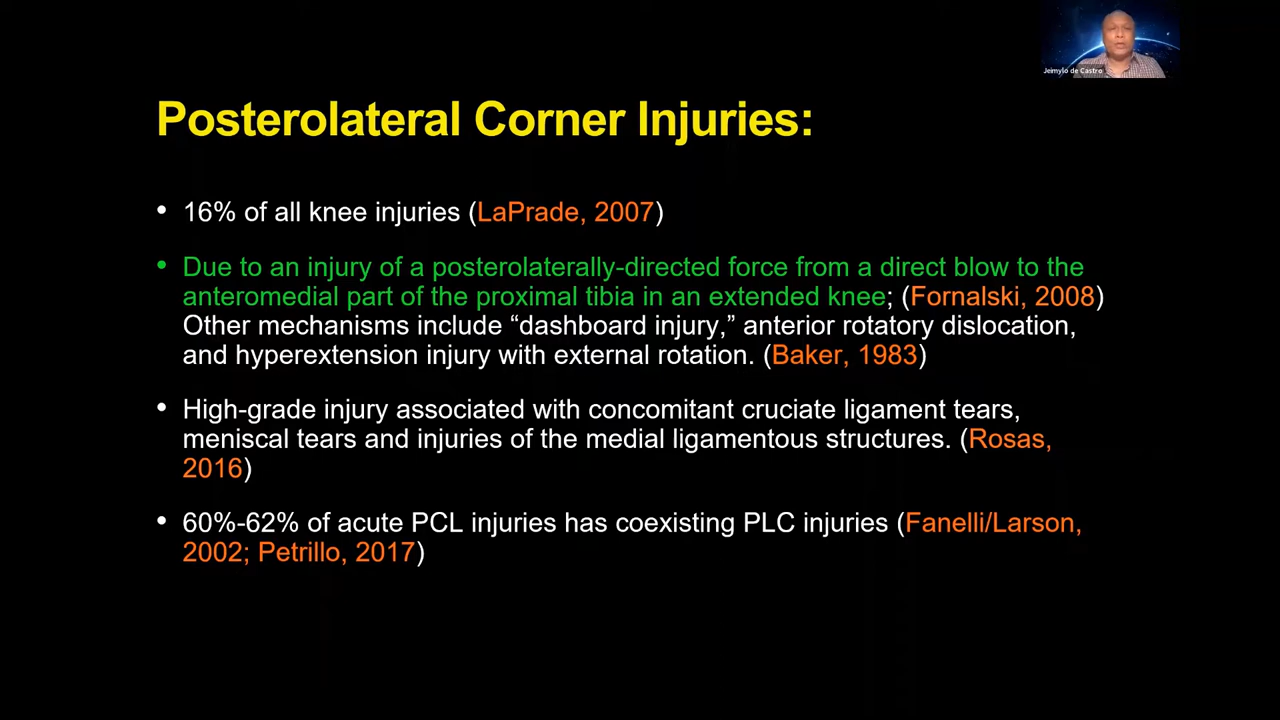 Jeimylo de Castro
Posterolateral Corner Injuries:
• 16% of all knee injuries (LaPrade, 2007)
• Due to an injury of a posterolaterally-directed force from a direct blow to the
anteromedial part of the proximal tibia in an extended knee; (Fornalski, 2008)
Other mechanisms include “dashboard injury,” anterior rotatory dislocation,
and hyperextension injury with external rotation. (Baker, 1983)
• High-grade injury associated with concomitant cruciate ligament tears,
meniscal tears and injuries of the medial ligamentous structures. (Rosas,
2016)
• 60%-62% of acute PCL injuries has coexisting PLC injuries (Fanelli/Larson,
2002; Petrillo, 2017)